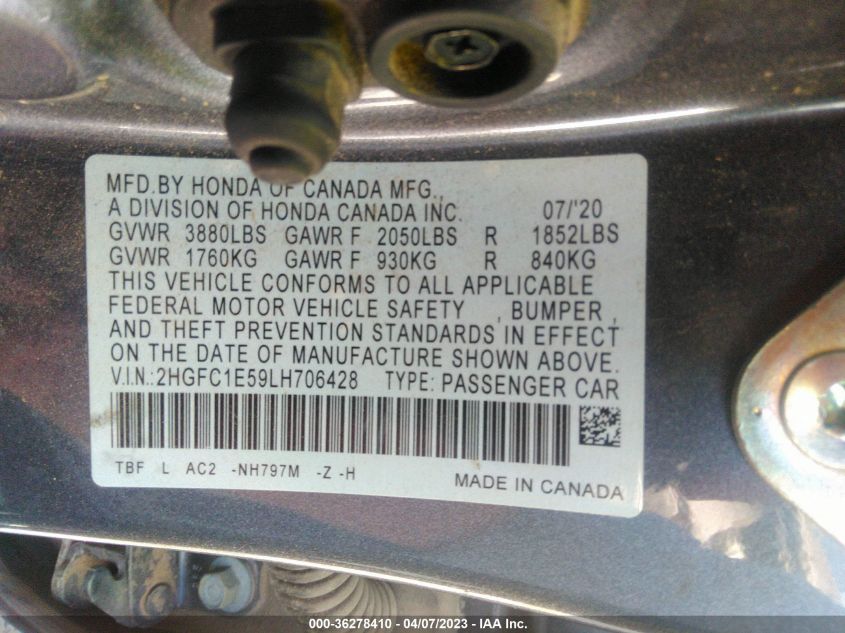 MFD.BY HONDA OF CANADA MFG.,
A DIVISION OF HONDA CANADA INC. 07/'20
GVWR 3880LBS GAWR F 2050LBS R 1852LBS
GVWR 1760KG GAWR F 930KG R 840KG
THIS VEHICLE CONFORMS TO ALL APPLICABLE
FEDERAL MOTOR VEHICLE SAFETY , BUMPER ,
AND THEFT PREVENTION STANDARDS IN EFFECT
ON THE DATE OF MANUFACTURE SHOWN ABOVE.
V.I.N.:2HGFC1E59LH706428 TYPE: PASSENGER CAR
TBF L AC2 -NH797M -Z -H
MADE IN CANADA
000-36278410 - 04/07/2023 - IAA Inc.